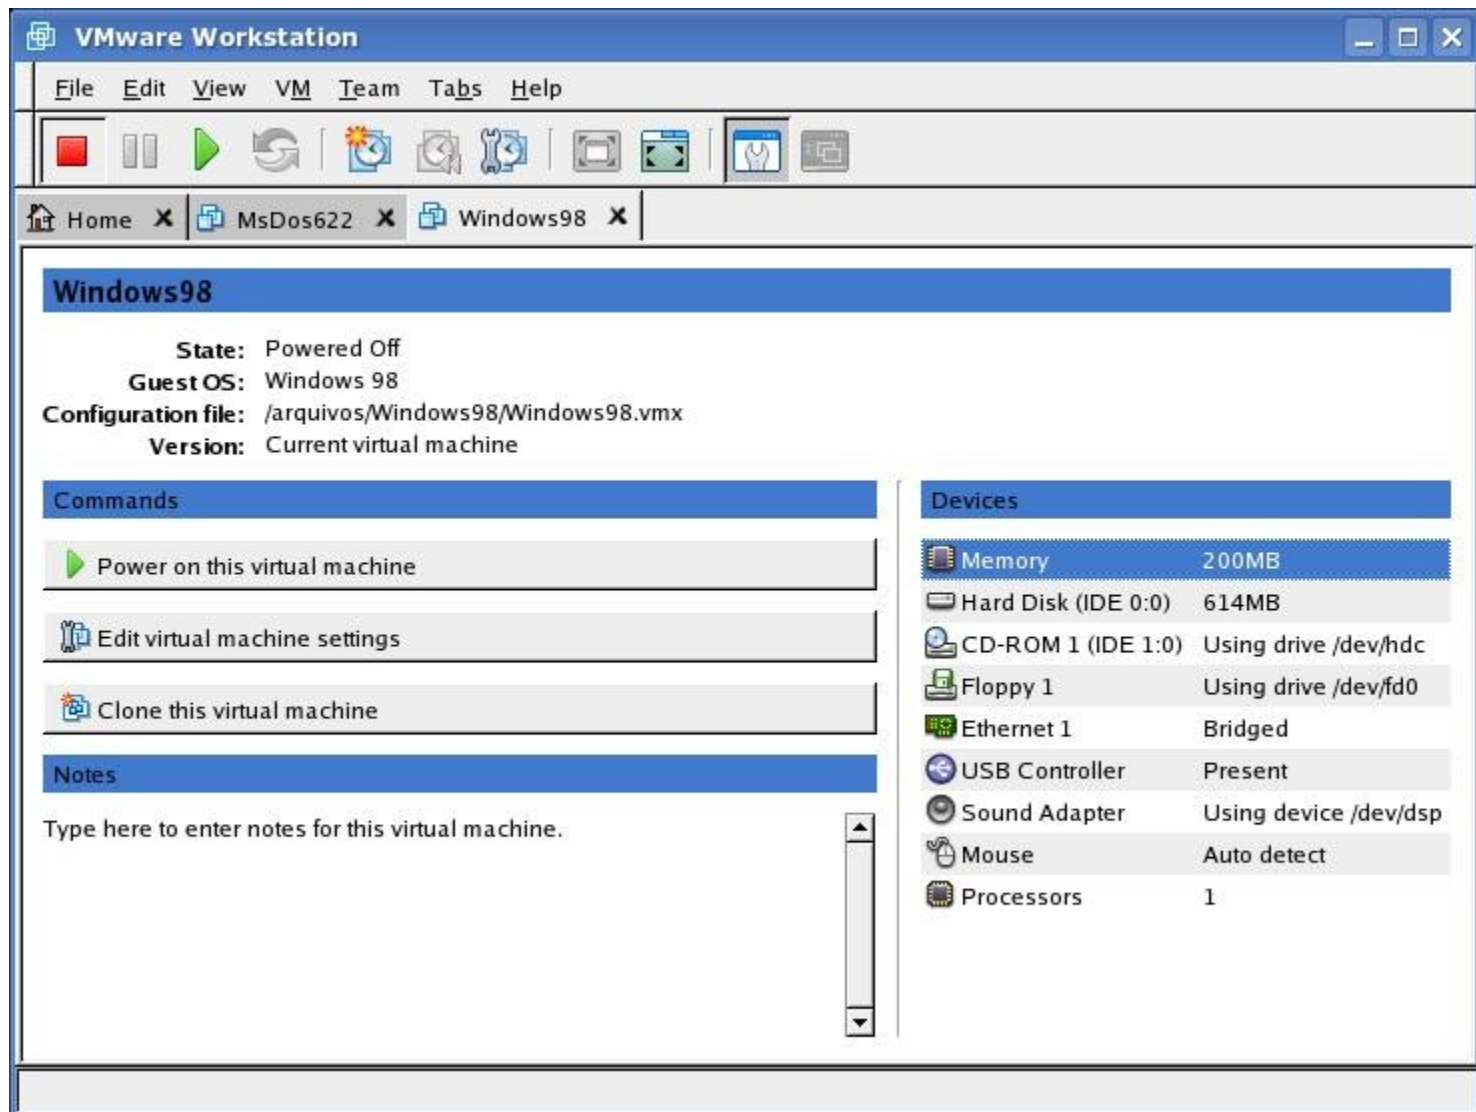 VMware Workstation
File Edit View VM Team Tabs Help
Home MsDos622 Windows98
Windows98
State: Powered Off
Guest OS: Windows 98
Configuration file: /arquivos/Windows98/Windows98.vmx
Version: Current virtual machine
Commands
Power on this virtual machine
Edit virtual machine settings
Clone this virtual machine
Notes
Type here to enter notes for this virtual machine.
Devices
Memory 200MB
Hard Disk (IDE 0:0) 614MB
CD-ROM 1 (IDE 1:0) Using drive /dev/hdc
Floppy 1 Using drive /dev/fd0
Ethernet 1 Bridged
USB Controller Present
Sound Adapter Using device /dev/dsp
Mouse Auto detect
Processors 1